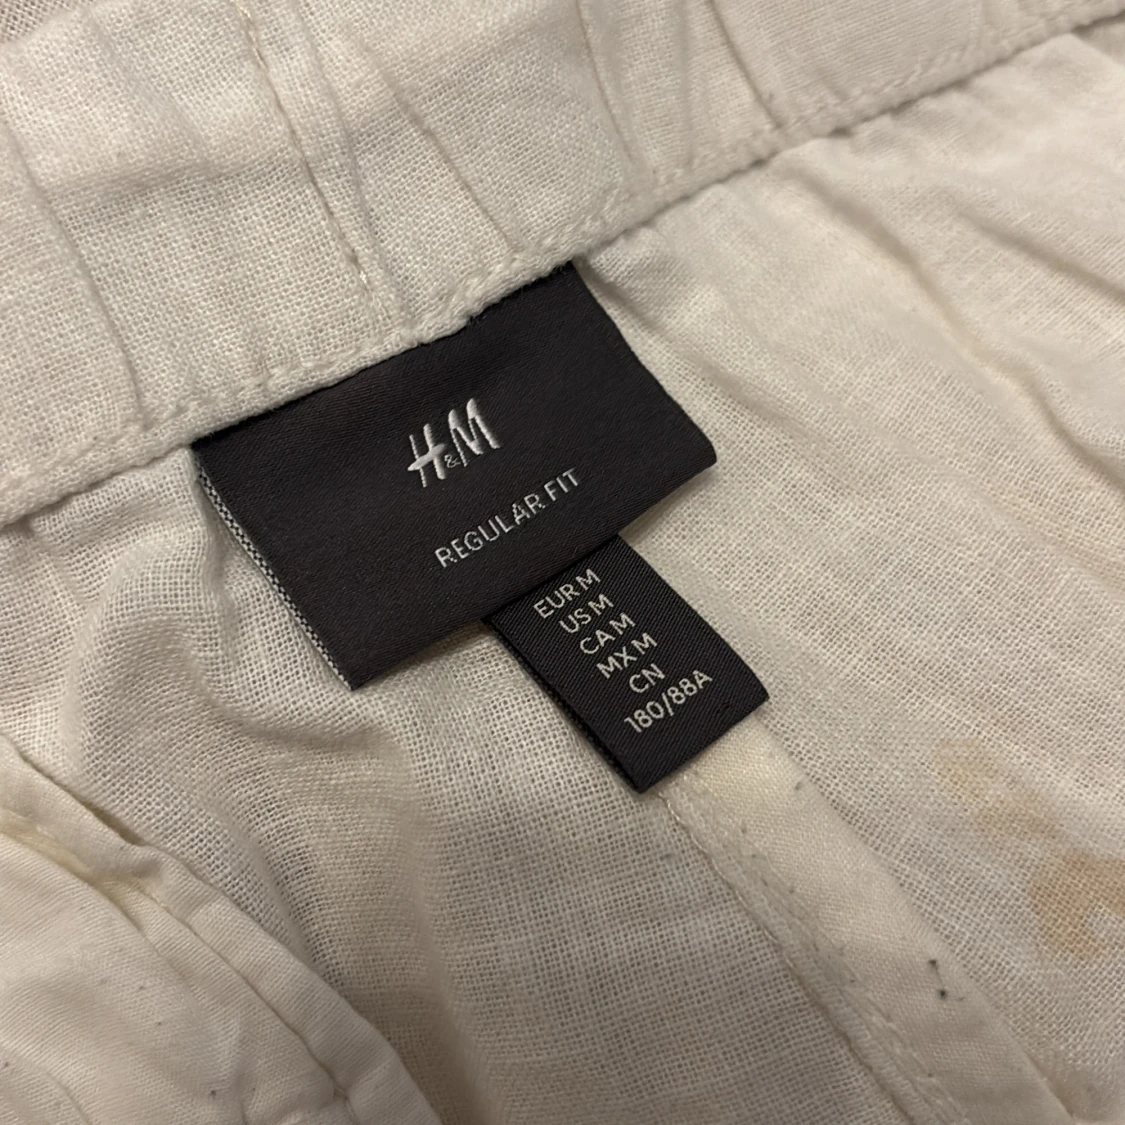 H&M
REGULAR FIT
EUR M
US M
CA M
MX M
CN
180/88A